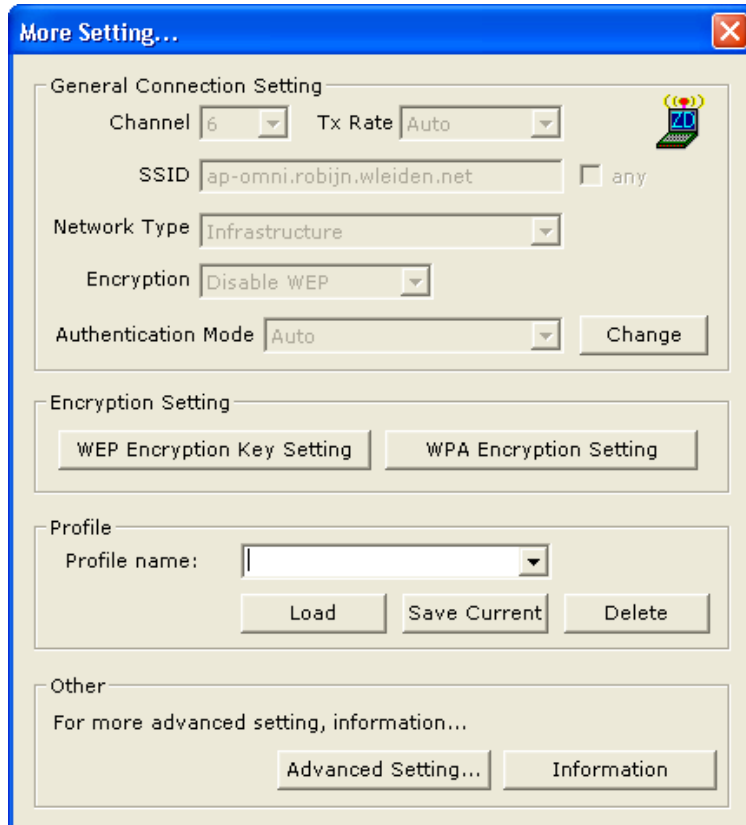 More Setting...
General Connection Setting
Channel 6 Tx Rate Auto
ZD
SSID ap-omni.robijn.wleiden.net any
Network Type Infrastructure
Encryption Disable WEP
Authentication Mode Auto Change
Encryption Setting
WEP Encryption Key Setting WPA Encryption Setting
Profile
Profile name:
Load Save Current Delete
Other
For more advanced setting, information...
Advanced Setting... Information